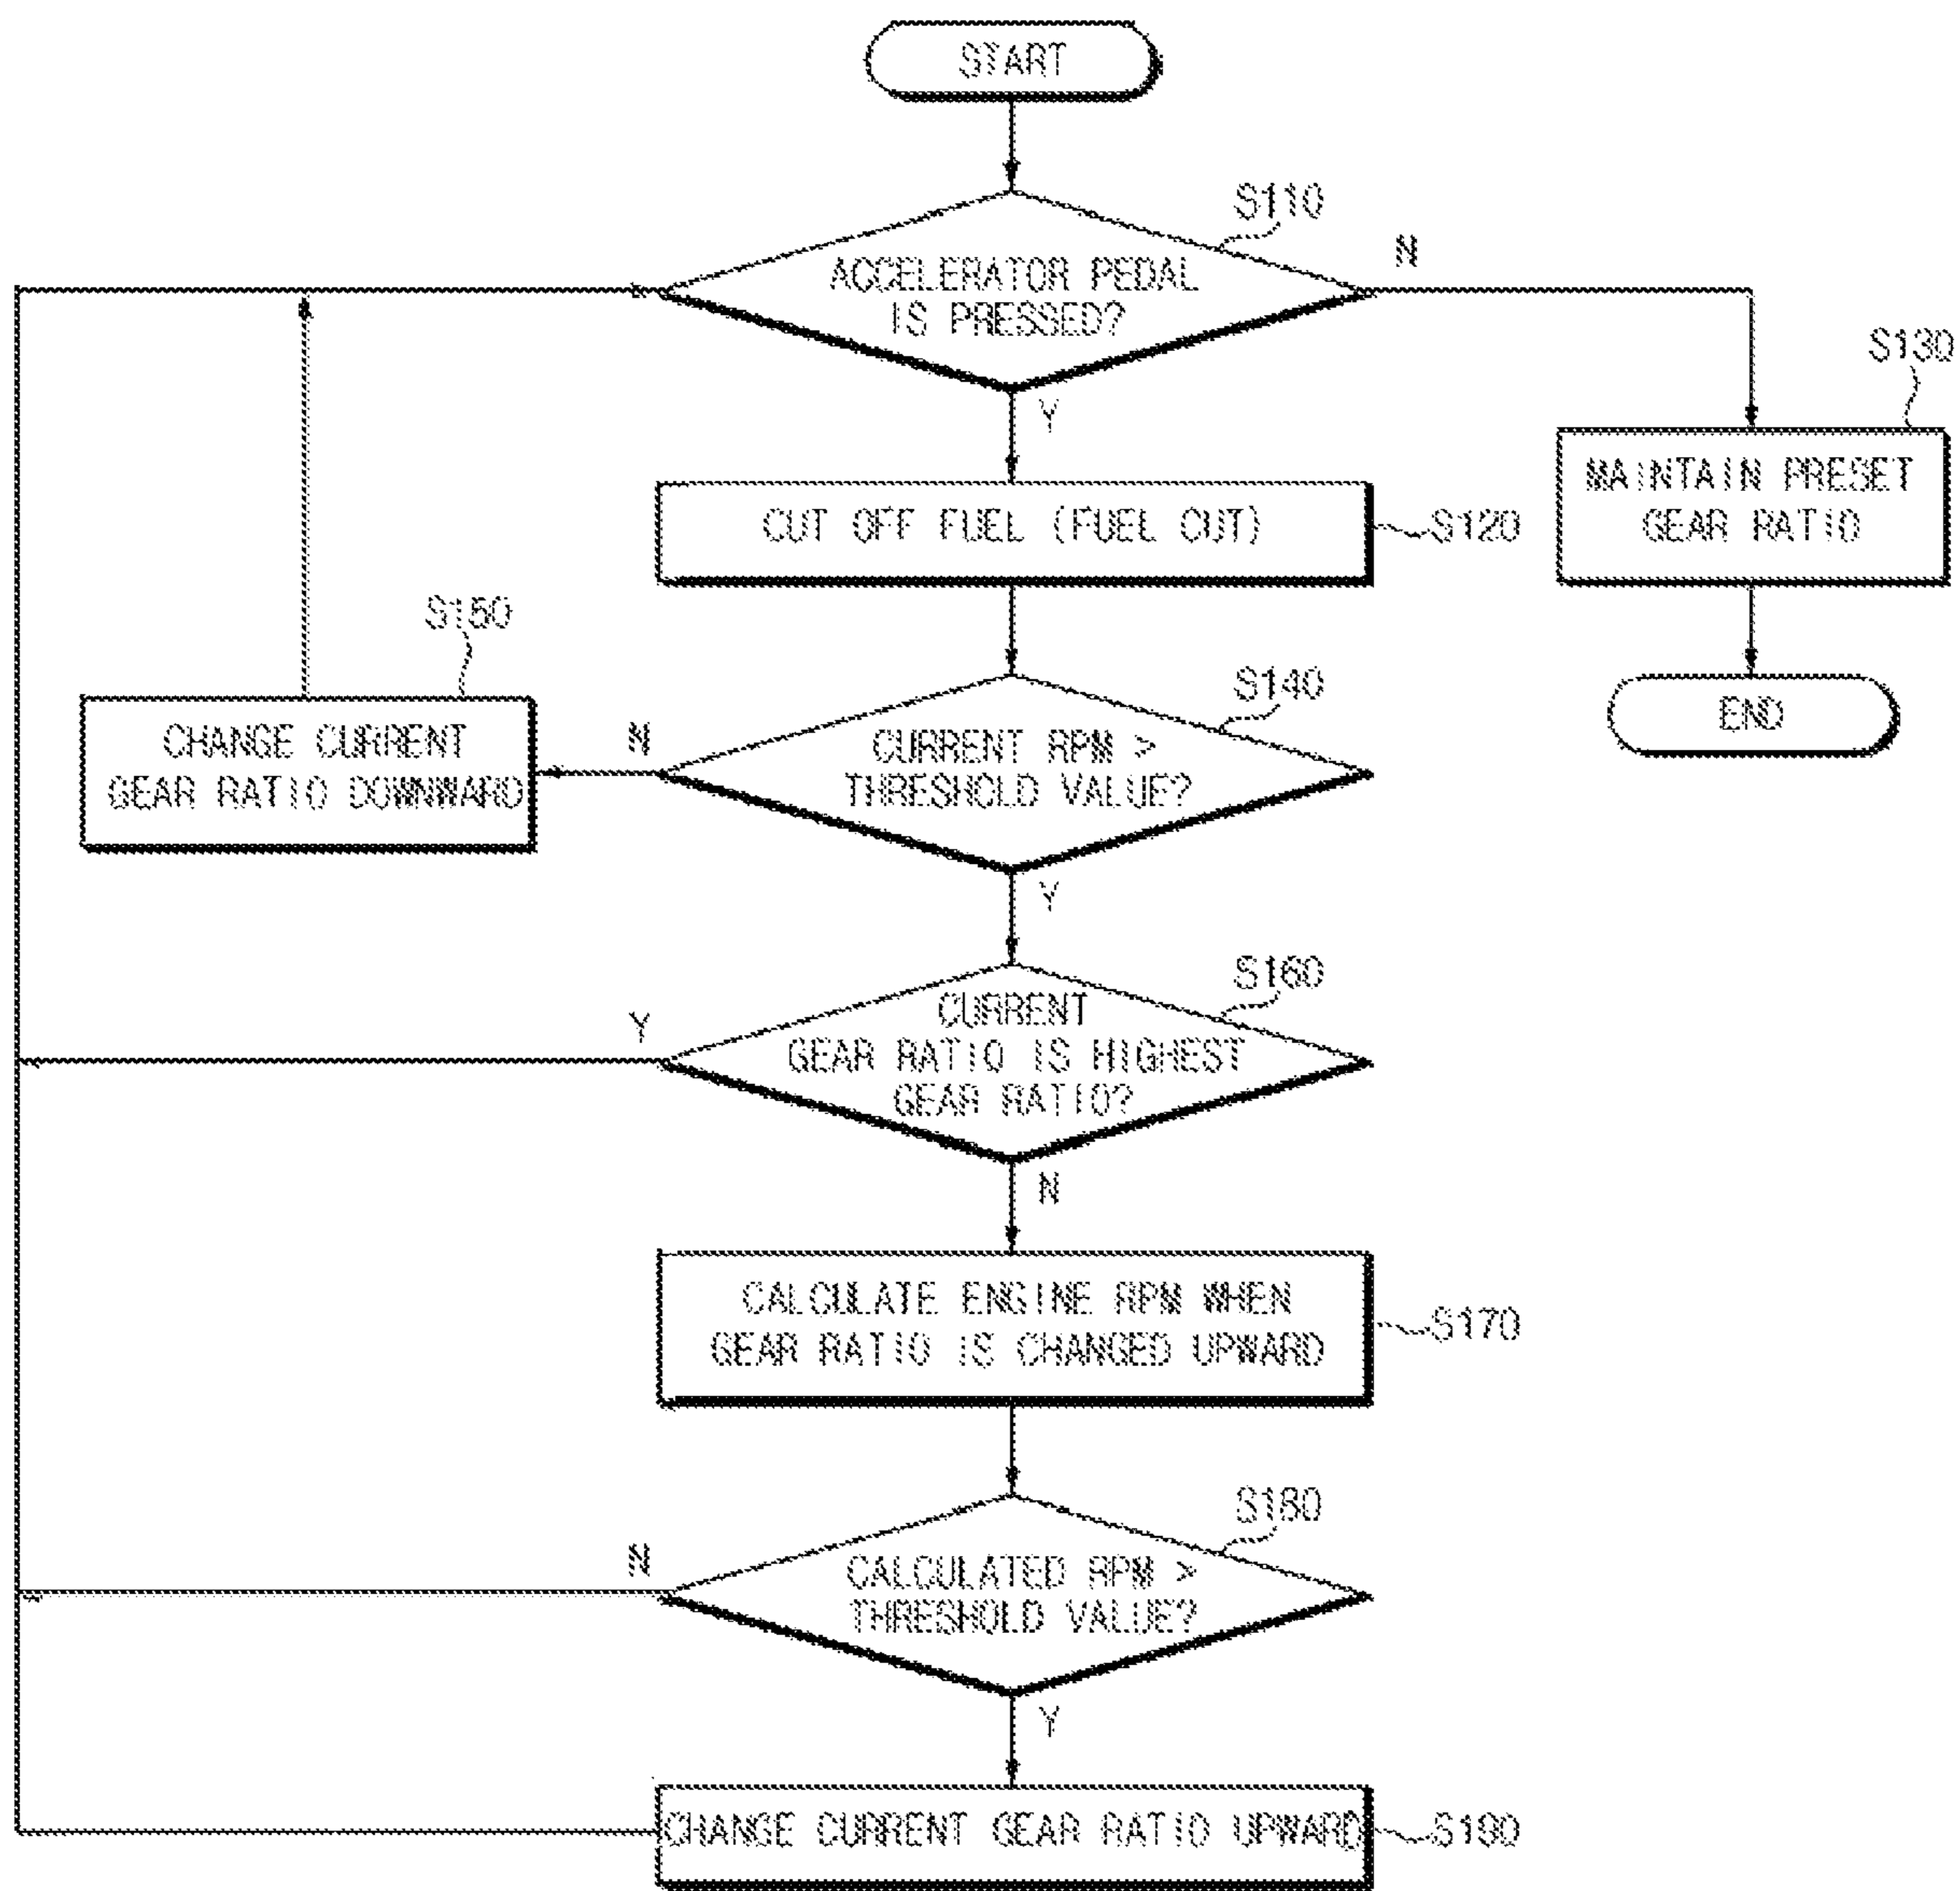 START
S110
ACCELERATOR PEDAL
IS PRESSED?
N
Y
S130
MAINTAIN PRESET
GEAR RATIO
CUT OFF FUEL (FUEL CUT)
S120
END
S150
CHANGE CURRENT
GEAR RATIO DOWNWARD
S140
CURRENT RPM >
THRESHOLD VALUE?
N
Y
S160
CURRENT
GEAR RATIO IS HIGHEST
GEAR RATIO?
Y
N
CALCULATE ENGINE RPM WHEN
GEAR RATIO IS CHANGED UPWARD
S170
S180
CALCULATED RPM >
THRESHOLD VALUE?
N
Y
CHANGE CURRENT GEAR RATIO UPWARD
S190